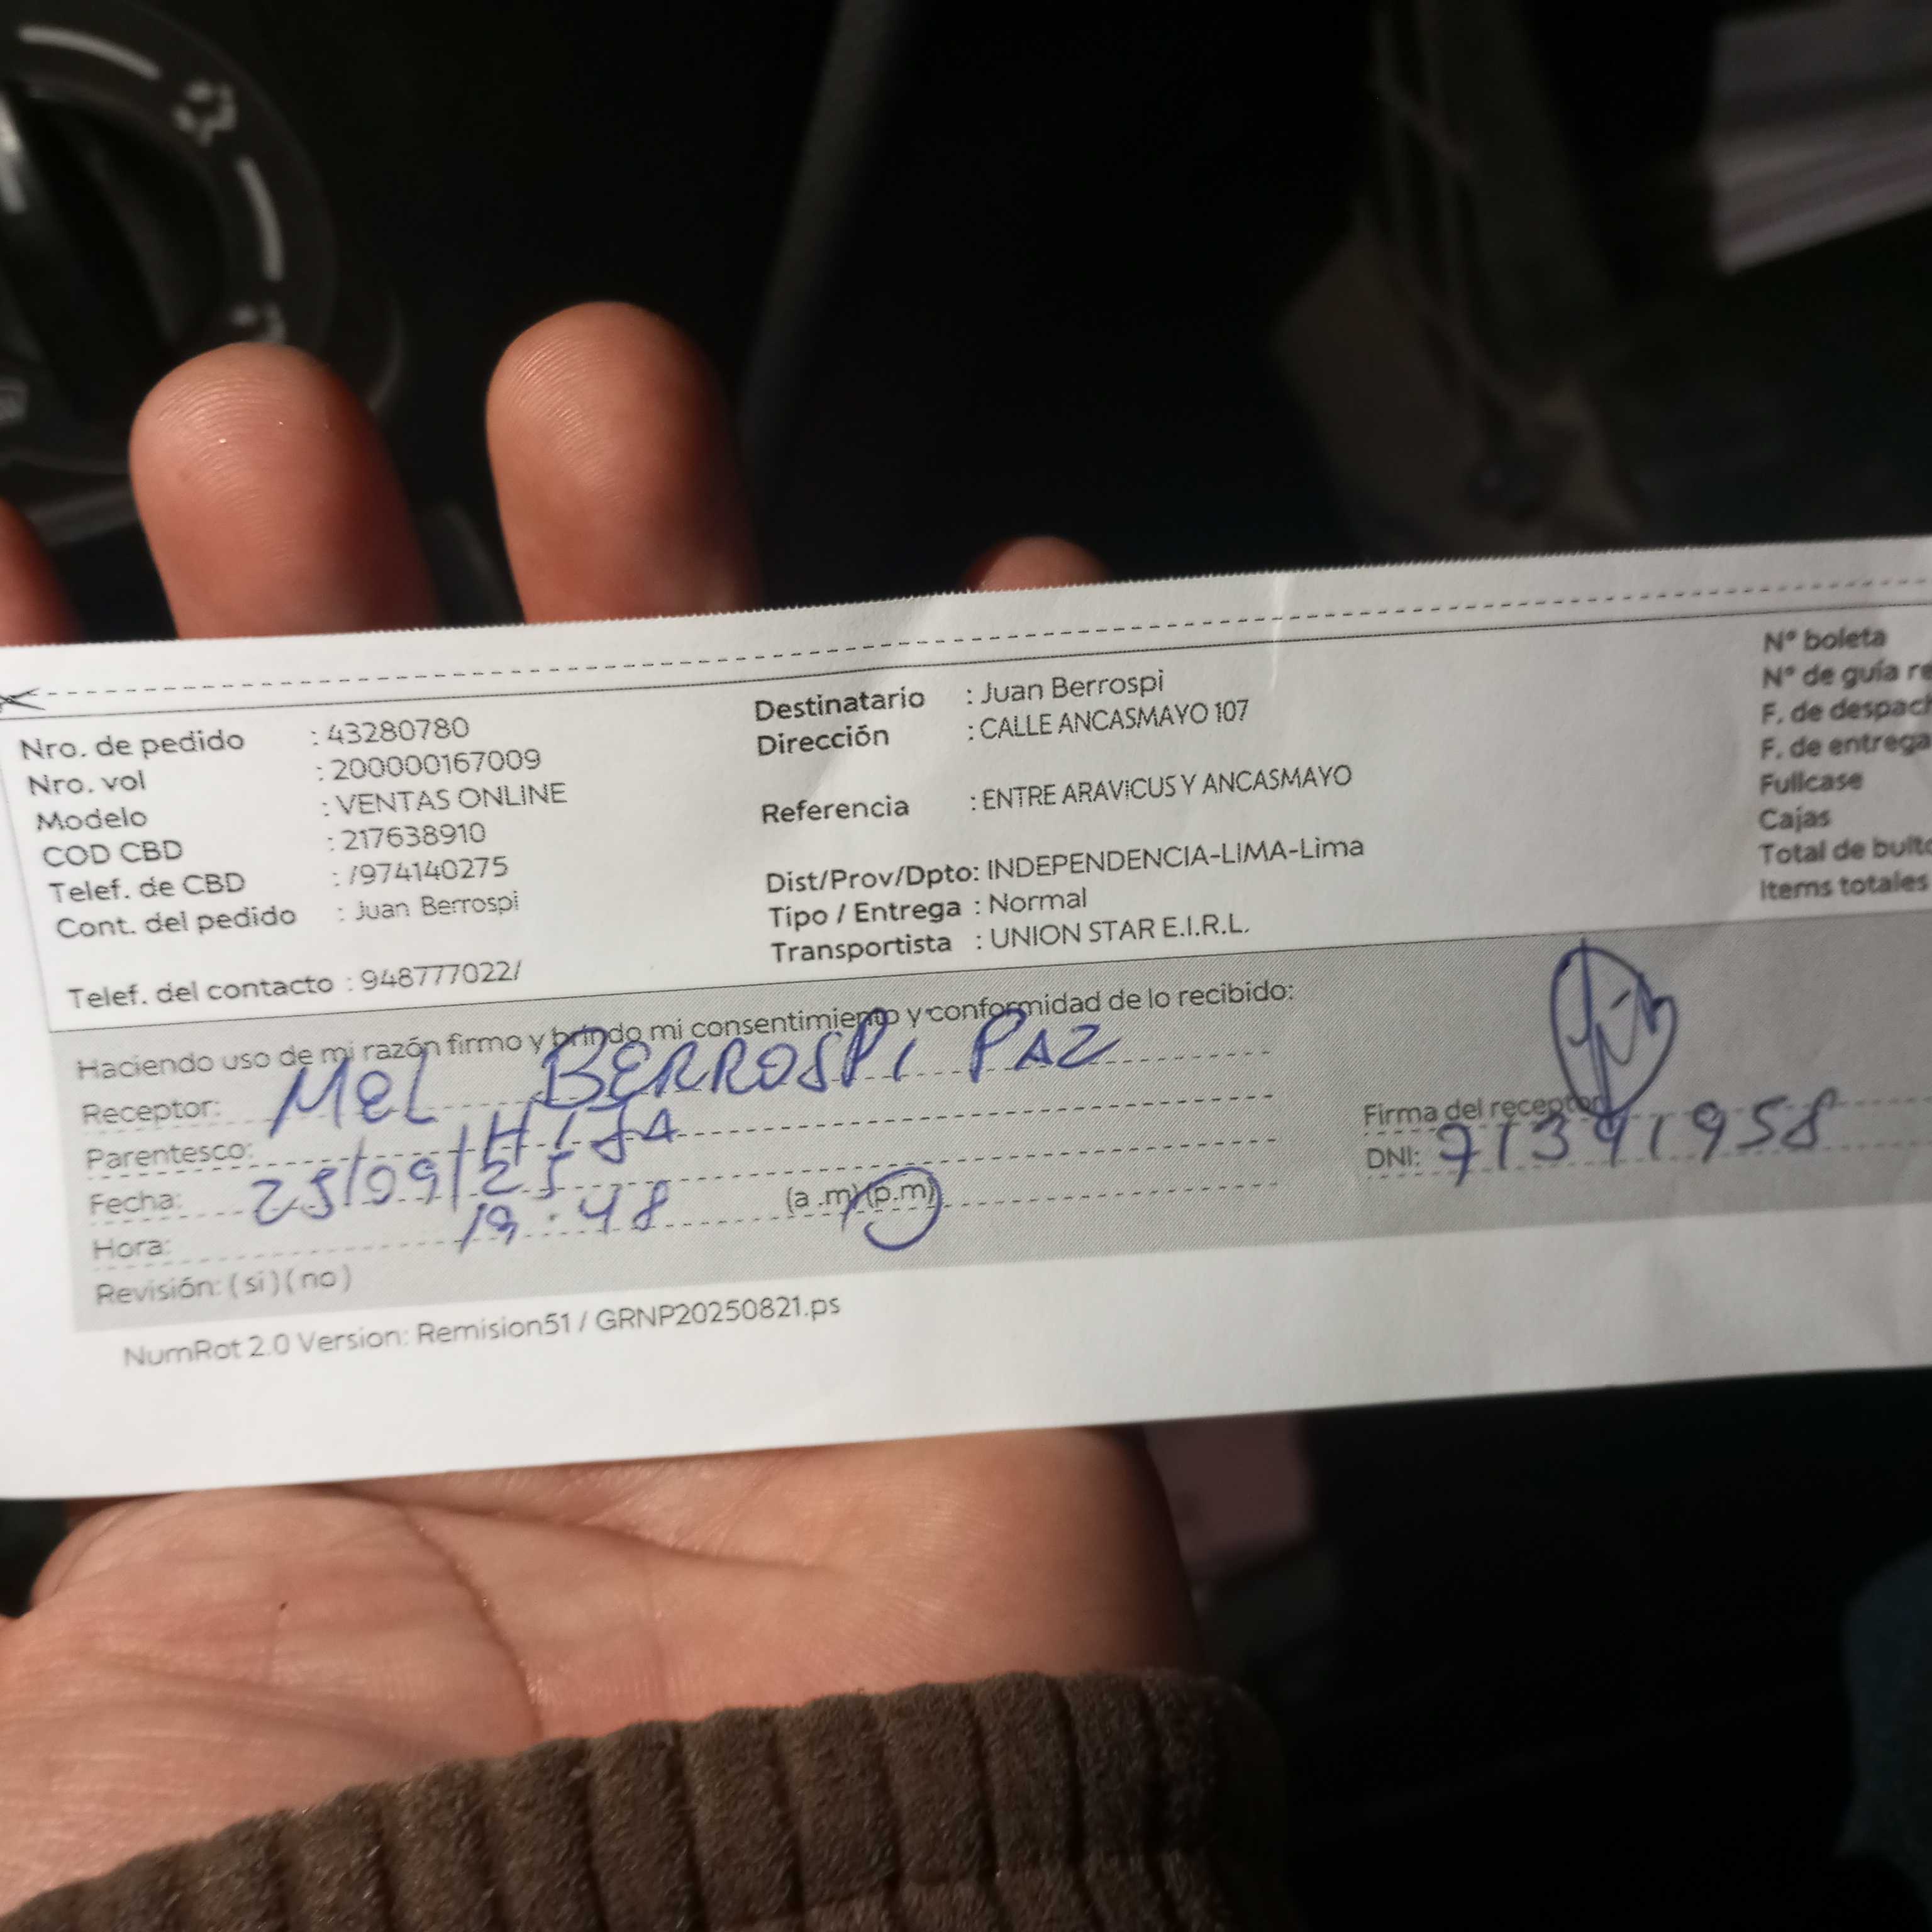 Nro. de pedido : 43280780
Nro. vol : 200000167009
Modelo : VENTAS ONLINE
COD CBD : 217638910
Telef. de CBD : /974140275
Cont. del pedido : Juan Berrospi
Telef. del contacto : 948777022/
Destinatario : Juan Berrospi
Dirección : CALLE ANCASMAYO 107
Referencia : ENTRE ARAVICUS Y ANCASMAYO
Dist/Prov/Dpto: INDEPENDENCIA-LIMA-Lima
Tipo / Entrega : Normal
Transportista : UNION STAR E.I.R.L.
N° boleta
N° de guía re
F. de despach
F. de entrega
Fullcase
Cajas
Total de bulto
Items totales
Haciendo uso de mi razón firmo y brindo mi consentimiento y conformidad de lo recibido:
Receptor: MEL BERROSPI PAZ
Parentesco: HIJA
Fecha: 25/09/25
Hora: 48 (a .m) (p.m)
Revisión: ( si ) ( no )
Firma del receptor
DNI: 71391958
NumRot 2.0 Version: Remision51 / GRNP20250821.ps